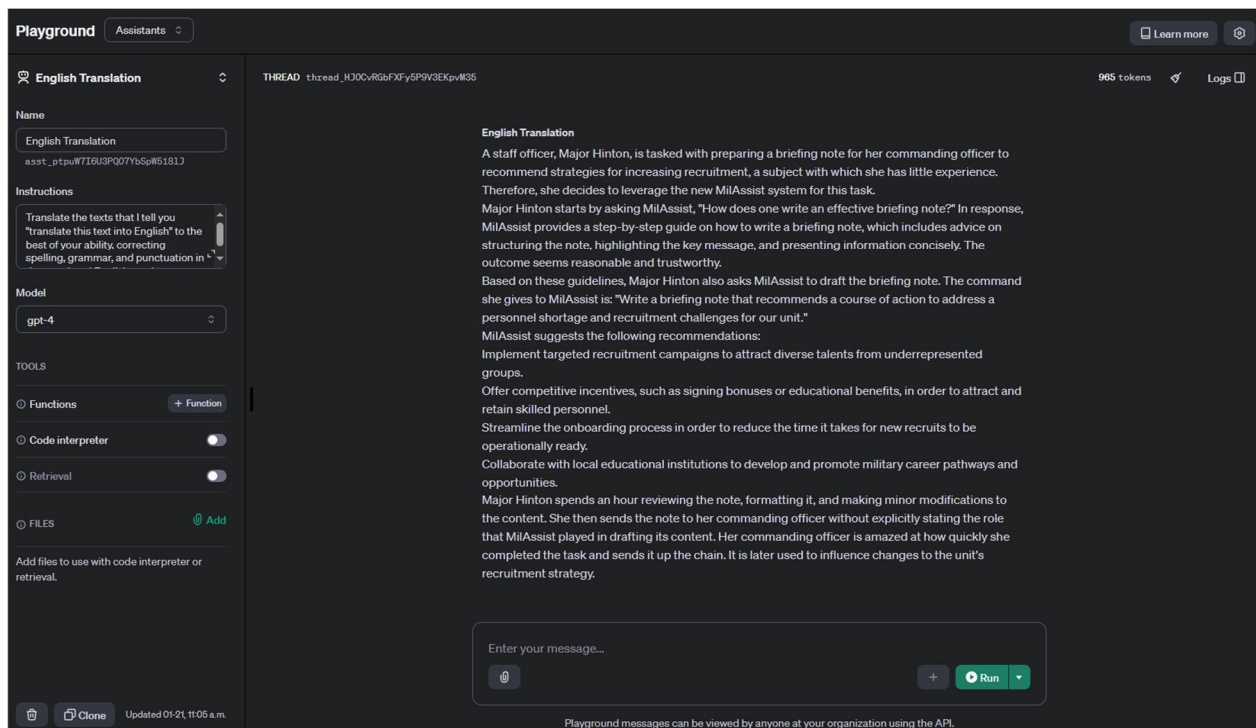 Playground
Assistants
Learn more
English Translation
THREAD thread_HJOCvRGbFXFy5P9V3EKpvM35
965 tokens
Logs
Name
English Translation
asst_ptpuW7I6U3PQO7YbSpW518lJ
Instructions
Translate the texts that I tell you
"translate this text into English" to the
best of your ability, correcting
spelling, grammar, and punctuation in
Model
gpt-4
TOOLS
Functions
+ Function
Code interpreter
Retrieval
FILES
Add
Add files to use with code interpreter or
retrieval.
Clone
Updated 01-21, 11:05 a.m.
English Translation
A staff officer, Major Hinton, is tasked with preparing a briefing note for her commanding officer to
recommend strategies for increasing recruitment, a subject with which she has little experience.
Therefore, she decides to leverage the new MilAssist system for this task.
Major Hinton starts by asking MilAssist, "How does one write an effective briefing note?" In response,
MilAssist provides a step-by-step guide on how to write a briefing note, which includes advice on
structuring the note, highlighting the key message, and presenting information concisely. The
outcome seems reasonable and trustworthy.
Based on these guidelines, Major Hinton also asks MilAssist to draft the briefing note. The command
she gives to MilAssist is: "Write a briefing note that recommends a course of action to address a
personnel shortage and recruitment challenges for our unit."
MilAssist suggests the following recommendations:
Implement targeted recruitment campaigns to attract diverse talents from underrepresented
groups.
Offer competitive incentives, such as signing bonuses or educational benefits, in order to attract and
retain skilled personnel.
Streamline the onboarding process in order to reduce the time it takes for new recruits to be
operationally ready.
Collaborate with local educational institutions to develop and promote military career pathways and
opportunities.
Major Hinton spends an hour reviewing the note, formatting it, and making minor modifications to
the content. She then sends the note to her commanding officer without explicitly stating the role
that MilAssist played in drafting its content. Her commanding officer is amazed at how quickly she
completed the task and sends it up the chain. It is later used to influence changes to the unit's
recruitment strategy.
Enter your message...
+
Run
Playground messages can be viewed by anyone at your organization using the API.